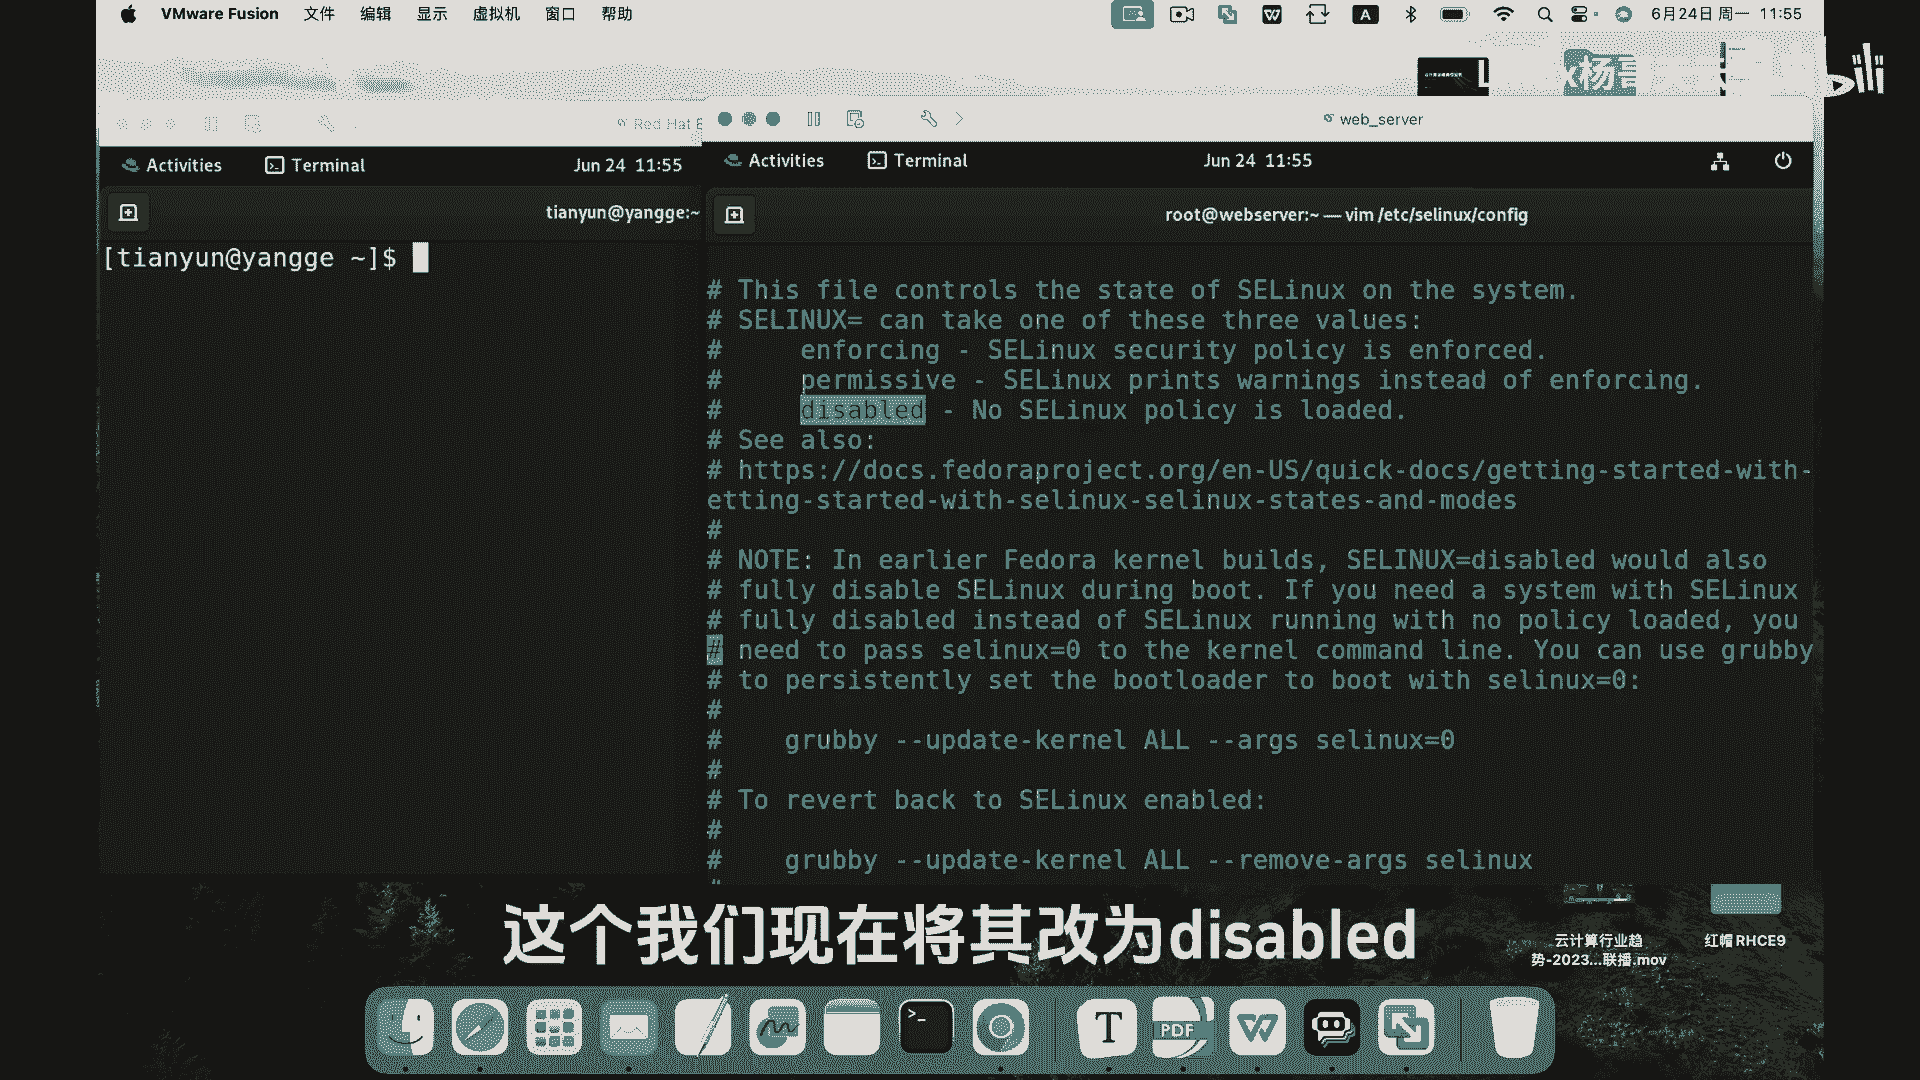 VMware Fusion 文件 编辑 显示 虚拟机 窗口 帮助 A 6月24日 周一 11:55
x杨哥
Red Hat E
web_server
Activities Terminal Jun 24 11:55
Activities Terminal Jun 24 11:55
tianyun@yangge:~
root@webserver:~ — vim /etc/selinux/config
[tianyun@yangge ~]$
# This file controls the state of SELinux on the system.
# SELINUX= can take one of these three values:
#     enforcing - SELinux security policy is enforced.
#     permissive - SELinux prints warnings instead of enforcing.
#     disabled - No SELinux policy is loaded.
# See also:
# https://docs.fedoraproject.org/en-US/quick-docs/getting-started-with-
etting-started-with-selinux-selinux-states-and-modes
#
# NOTE: In earlier Fedora kernel builds, SELINUX=disabled would also
# fully disable SELinux during boot. If you need a system with SELinux
# fully disabled instead of SELinux running with no policy loaded, you
# need to pass selinux=0 to the kernel command line. You can use grubby
# to persistently set the bootloader to boot with selinux=0:
#
#    grubby --update-kernel ALL --args selinux=0
#
# To revert back to SELinux enabled:
#
#    grubby --update-kernel ALL --remove-args selinux
#
这个我们现在将其改为disabled
云计算行业趋
势-2023...联播.mov
红帽RHCE9
T
PDF